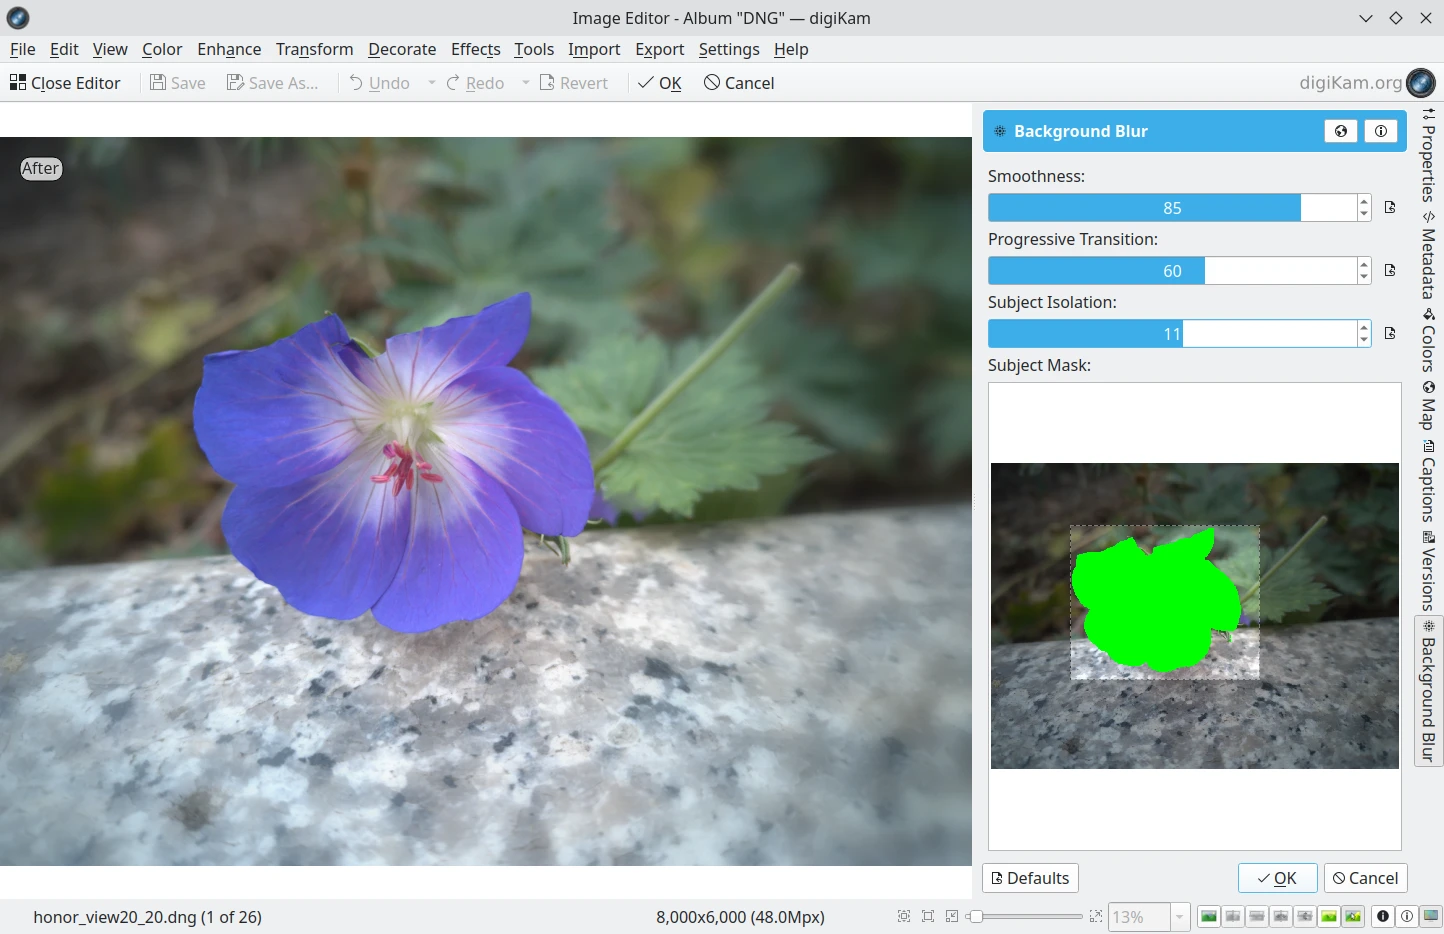 Image Editor - Album "DNG" — digiKam
File Edit View Color Enhance Transform Decorate Effects Tools Import Export Settings Help
Close Editor Save Save As... Undo Redo Revert OK Cancel digiKam.org
After
Background Blur
Smoothness:
85
Progressive Transition:
60
Subject Isolation:
11
Subject Mask:
Defaults OK Cancel
Properties
Metadata
Colors
Map
Captions
Versions
Background Blur
honor_view20_20.dng (1 of 26) 8,000x6,000 (48.0Mpx) 13%